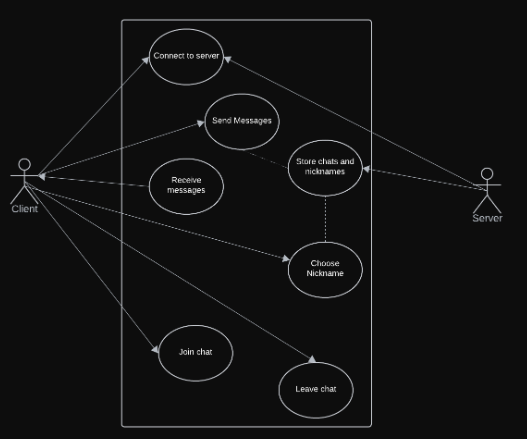 Connect to server
Send Messages
Store chats and
nicknames
Receive
messages
Client
Server
Choose
Nickname
Join chat
Leave chat